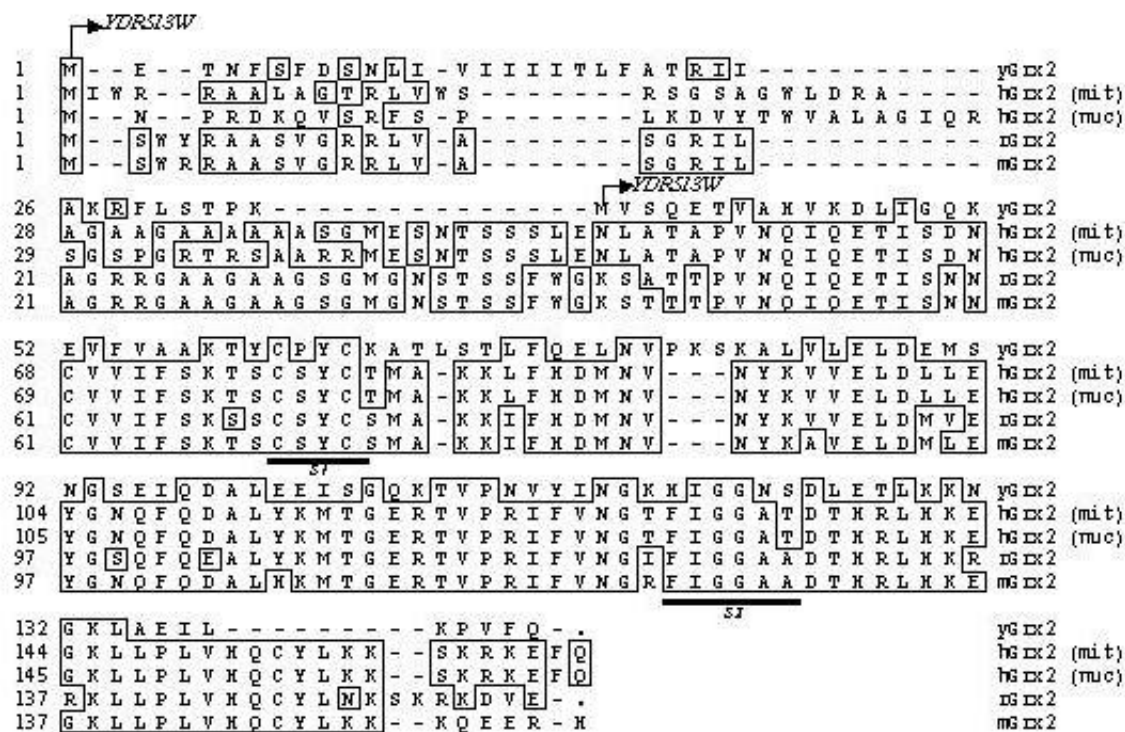 YDR513W
1 M - - E - - T N F S F D S N L I - V I I I I T L F A T R I I - - - - - - - - - - - yGrx2
1 M I W R - - R A A L A G T R L V W S - - - - - - - R S G S A G W L D R A - - - - - hGrx2 (mit)
1 M - - N - - P R D K Q V S R F S - P - - - - - - - L K D V Y T W V A L A G I Q R hGrx2 (nuc)
1 M - - S W Y R A A S V G R R L V - A - - - - - - - S G R I L - - - - - - - - - - - rGrx2
1 M - - S W R R A A S V G R R L V - A - - - - - - - S G R I L - - - - - - - - - - - mGrx2
YDR513W
26 A K R F L S T P K - - - - - - - - - - - - - - - M V S Q E T V A H V K D L I G Q K yGrx2
28 A G A A G A A A A A A S G M E S N T S S S L E N L A T A P V N Q I Q E T I S D N hGrx2 (mit)
29 S G S P G R T R S A A R R M E S N T S S S L E N L A T A P V N Q I Q E T I S D N hGrx2 (nuc)
21 A G R R G A A G A A G S G M G N S T S S F W G K S A T T P V N Q I Q E T I S N N rGrx2
21 A G R R G A A G A A G S G M G N S T S S F W G K S T T T P V N Q I Q E T I S N N mGrx2
52 E V F V A A K T Y C P Y C K A T L S T L F Q E L N V P K S K A L V L E L D E M S yGrx2
68 C V V I F S K T S C S Y C T M A - K K L F H D M N V - - - N Y K V V E L D L L E hGrx2 (mit)
69 C V V I F S K T S C S Y C T M A - K K L F H D M N V - - - N Y K V V E L D L L E hGrx2 (nuc)
61 C V V I F S K S S C S Y C S M A - K K I F H D M N V - - - N Y K V V E L D M V E rGrx2
61 C V V I F S K T S C S Y C S M A - K K I F H D M N V - - - N Y K A V E L D M L E mGrx2
S1
92 N G S E I Q D A L E E I S G Q K T V P N V Y I N G K H I G G N S D L E T L K K N yGrx2
104 Y G N Q F Q D A L Y K M T G E R T V P R I F V N G T F I G G A T D T H R L H K E hGrx2 (mit)
105 Y G N Q F Q D A L Y K M T G E R T V P R I F V N G T F I G G A T D T H R L H K E hGrx2 (nuc)
97 Y G S Q F Q E A L Y K M T G E R T V P R I F V N G I F I G G A A D T H R L H K R rGrx2
97 Y G N Q F Q D A L H K M T G E R T V P R I F V N G R F I G G A A D T H R L H K E mGrx2
132 G K L A E I L - - - - - - - - - K P V F Q - . yGrx2
144 G K L L P L V H Q C Y L K K - - S K R K E F Q hGrx2 (mit)
145 G K L L P L V H Q C Y L K K - - S K R K E F Q hGrx2 (nuc)
137 R K L L P L V H Q C Y L N K S K R K D V E - . rGrx2
137 G K L L P L V H Q C Y L K K - - K Q E E R - H mGrx2